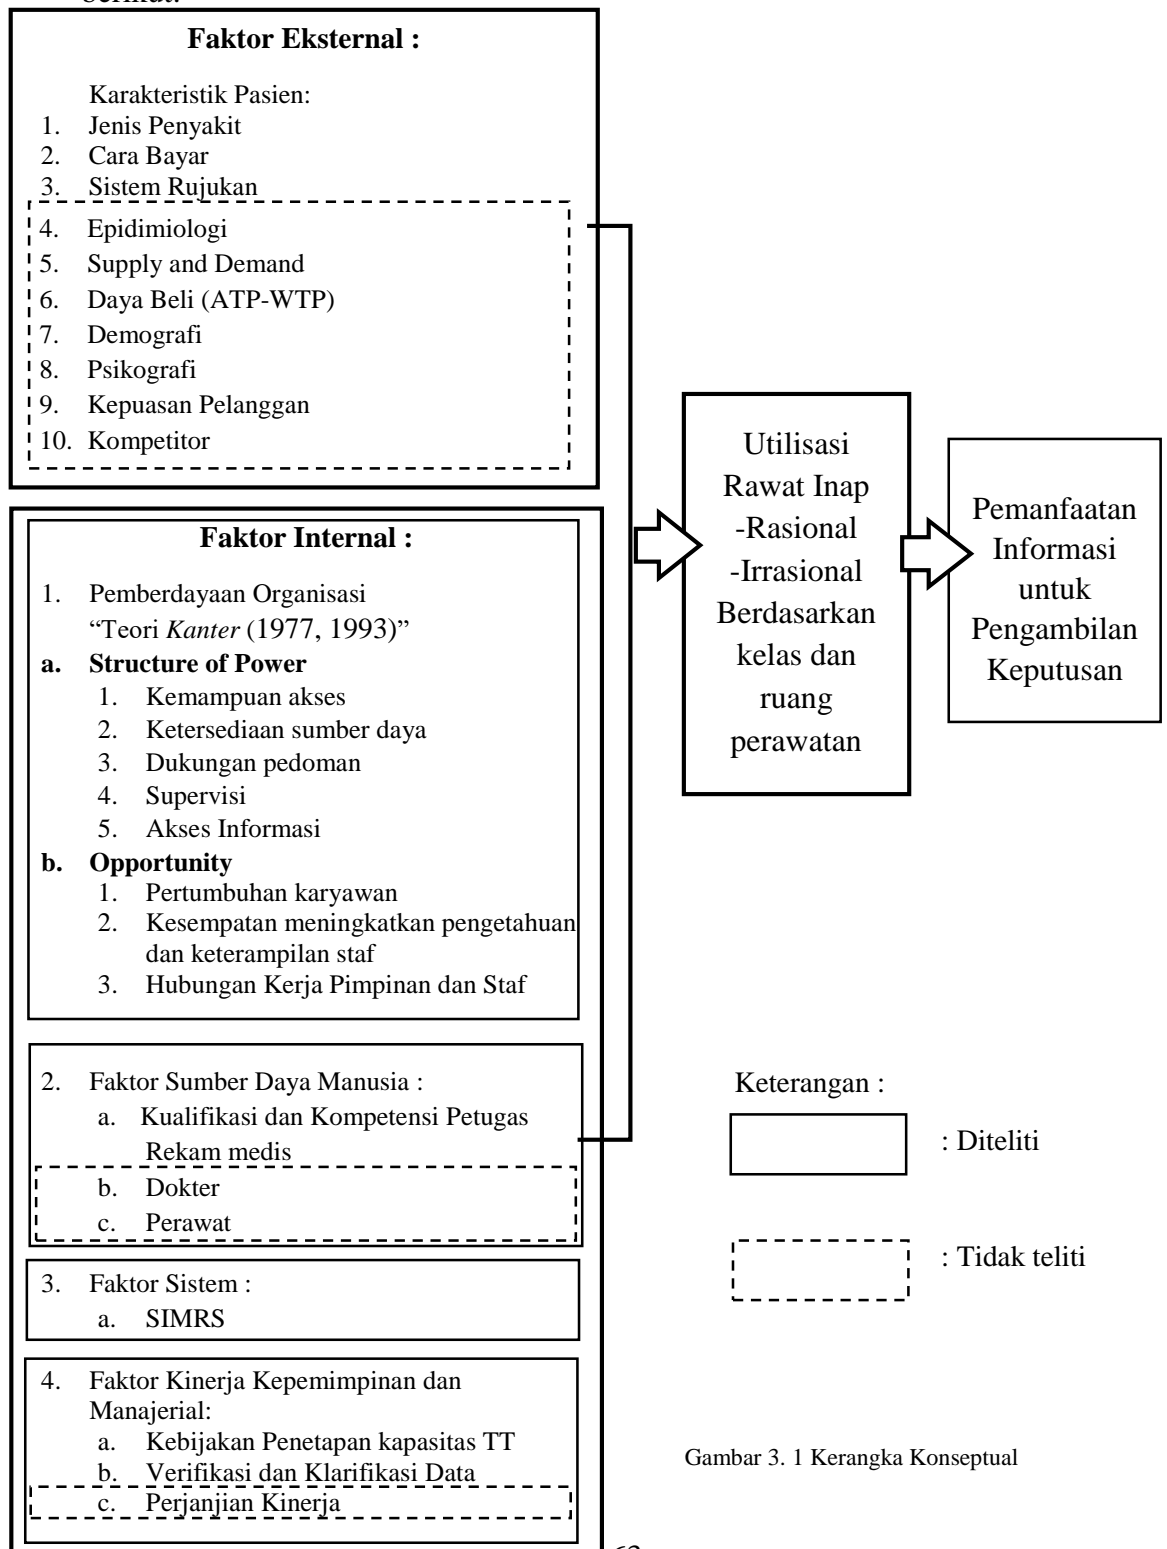 berikut:
Faktor Eksternal :
Karakteristik Pasien:
1. Jenis Penyakit
2. Cara Bayar
3. Sistem Rujukan
4. Epidimiologi
5. Supply and Demand
6. Daya Beli (ATP-WTP)
7. Demografi
8. Psikografi
9. Kepuasan Pelanggan
10. Kompetitor
Faktor Internal :
1. Pemberdayaan Organisasi
“Teori Kanter (1977, 1993)”
a. Structure of Power
1. Kemampuan akses
2. Ketersediaan sumber daya
3. Dukungan pedoman
4. Supervisi
5. Akses Informasi
b. Opportunity
1. Pertumbuhan karyawan
2. Kesempatan meningkatkan pengetahuan
dan keterampilan staf
3. Hubungan Kerja Pimpinan dan Staf
2. Faktor Sumber Daya Manusia :
a. Kualifikasi dan Kompetensi Petugas
Rekam medis
b. Dokter
c. Perawat
3. Faktor Sistem :
a. SIMRS
4. Faktor Kinerja Kepemimpinan dan
Manajerial:
a. Kebijakan Penetapan kapasitas TT
b. Verifikasi dan Klarifikasi Data
c. Perjanjian Kinerja
Utilisasi
Rawat Inap
-Rasional
-Irrasional
Berdasarkan
kelas dan
ruang
perawatan
Pemanfaatan
Informasi
untuk
Pengambilan
Keputusan
Keterangan :
: Diteliti
: Tidak teliti
Gambar 3. 1 Kerangka Konseptual